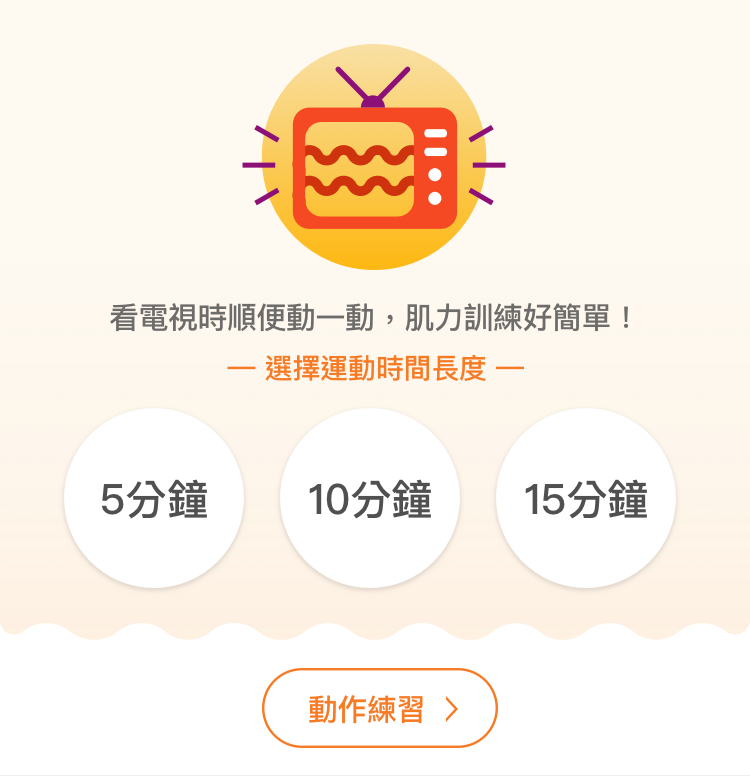 看電視時順便動一動，肌力訓練好簡單！
— 選擇運動時間長度 —
5分鐘
10分鐘
15分鐘
動作練習 >